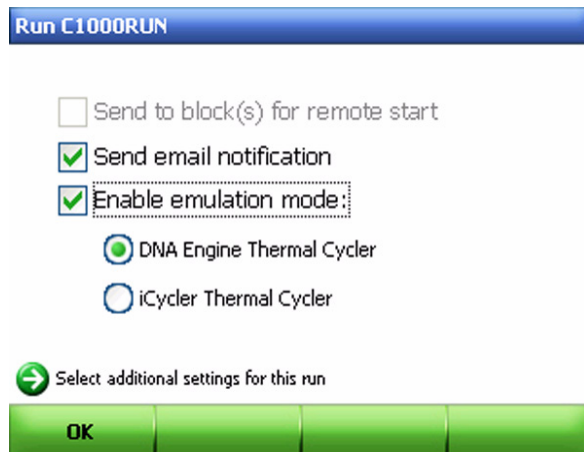 Run C1000RUN
Send to block(s) for remote start
Send email notification
Enable emulation mode:
DNA Engine Thermal Cycler
iCycler Thermal Cycler
Select additional settings for this run
OK